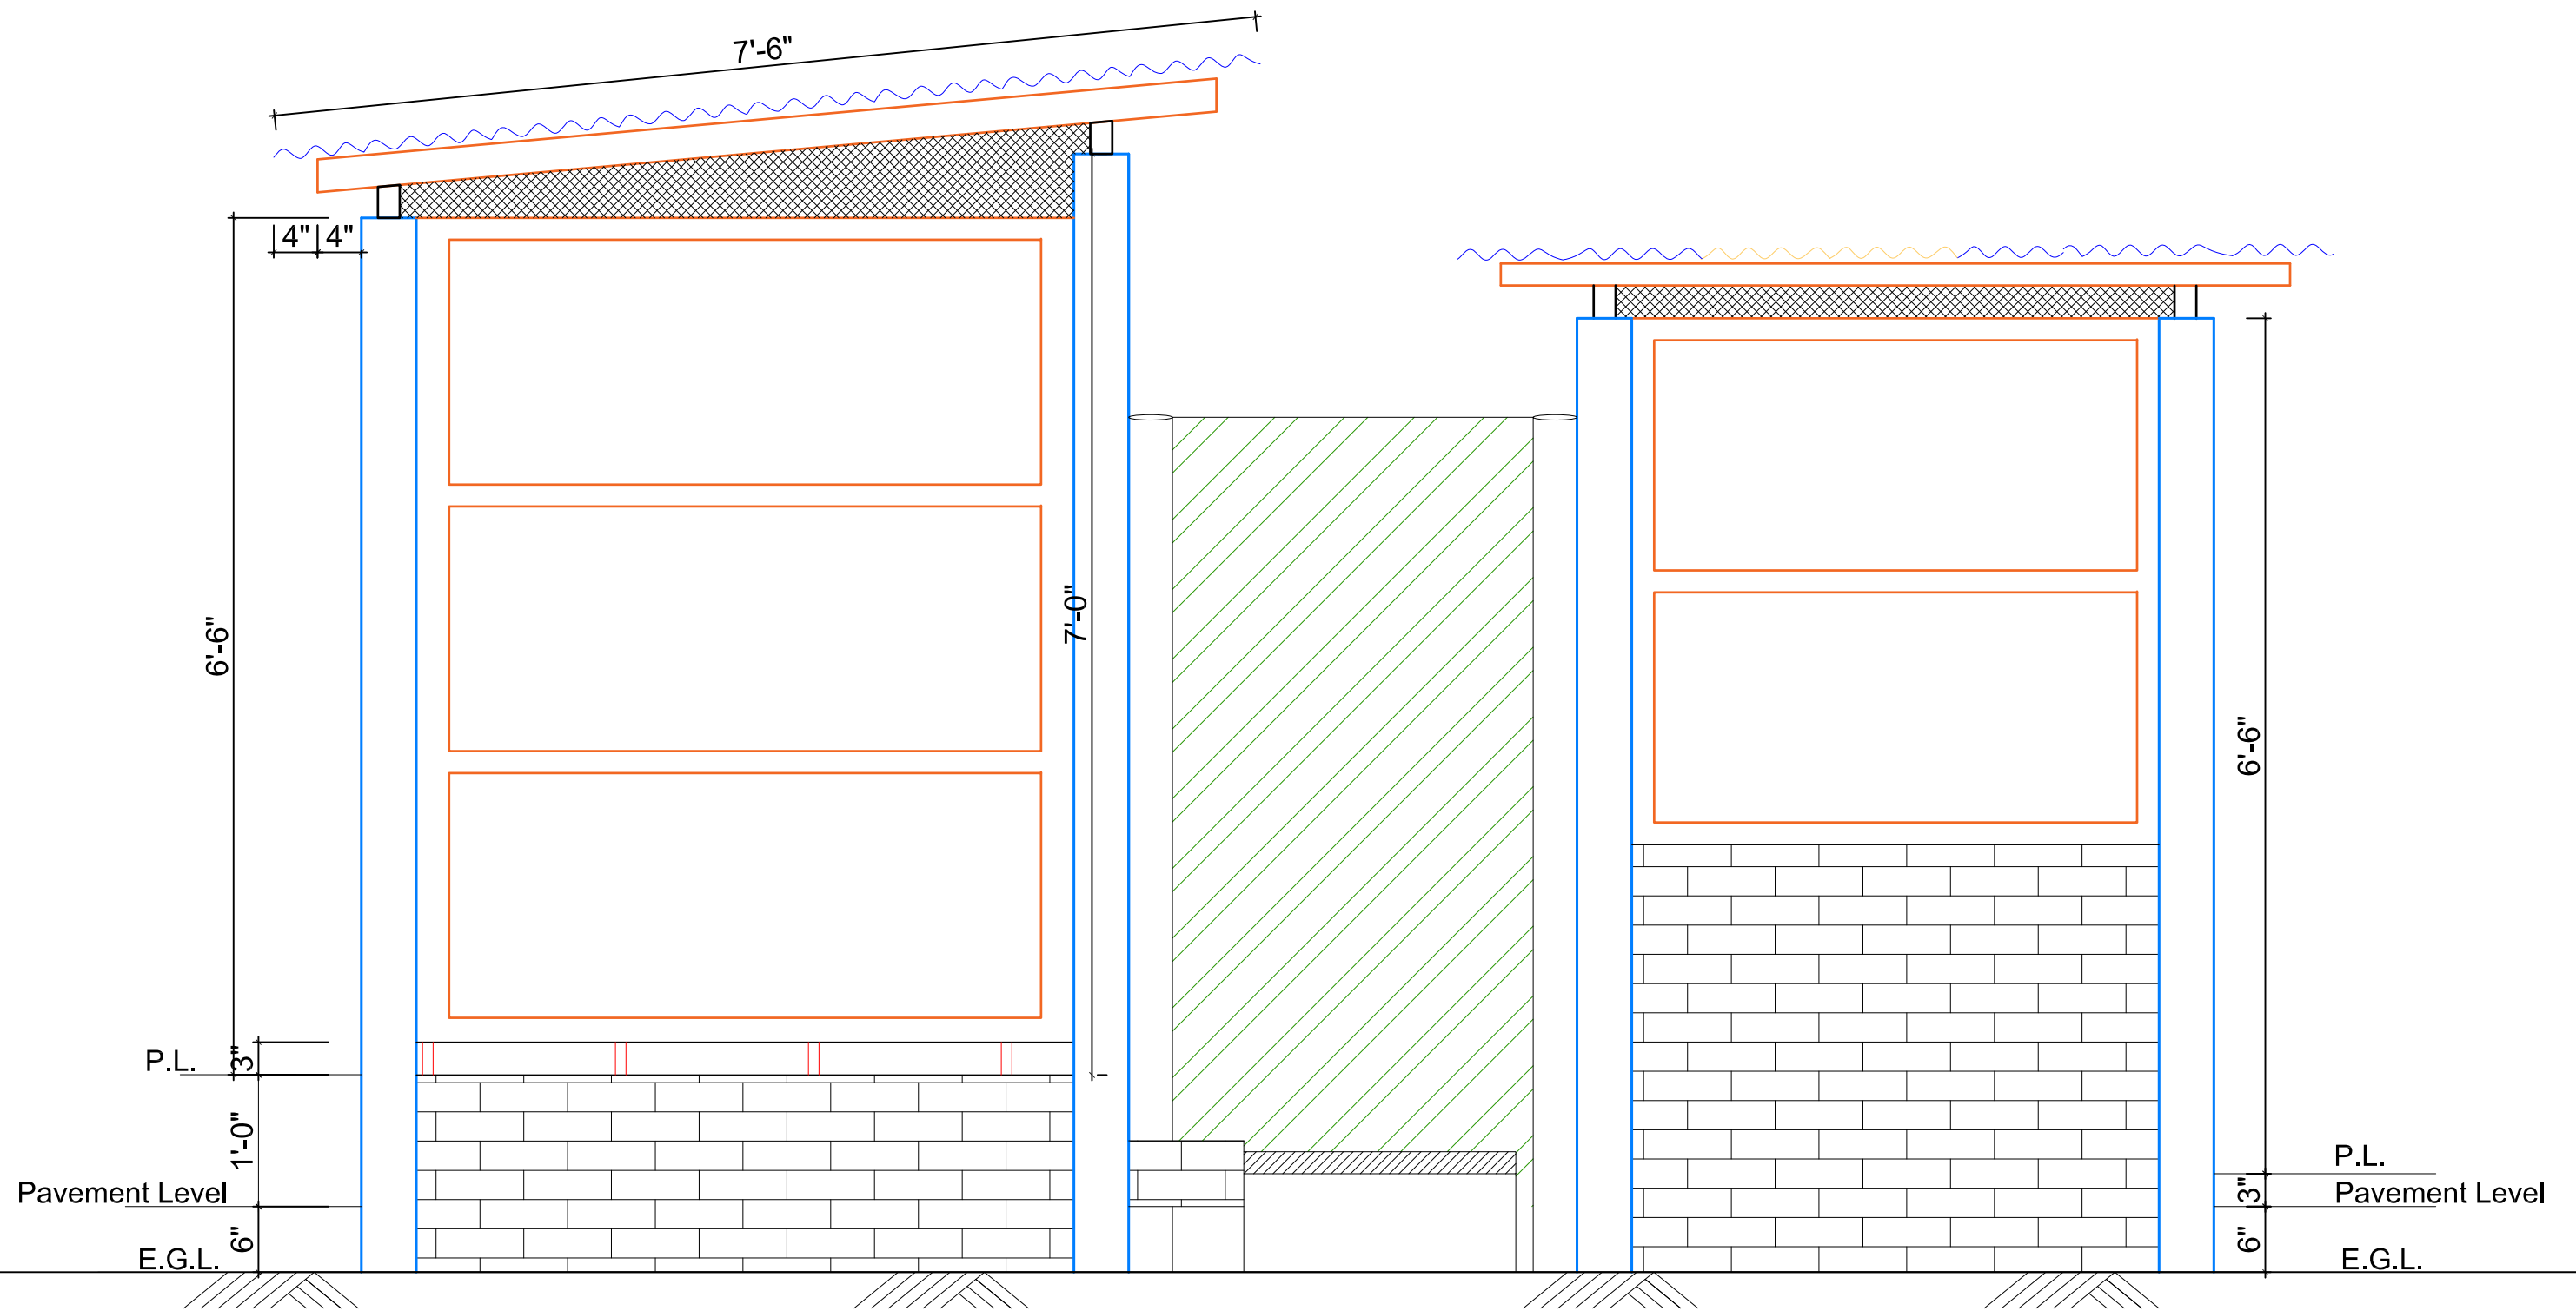 7'-6"
4" 4"
6'-6"
7'-0"
6'-6"
P.L.
3"
1'-0"
Pavement Level
6"
E.G.L.
P.L.
3"
Pavement Level
6"
E.G.L.